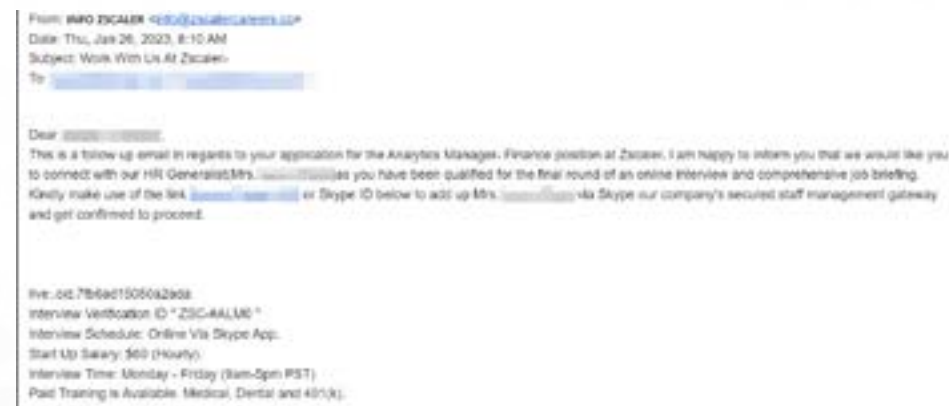 From: INFO ZSCALER <info@zscalercareers.co>
Date: Thu, Jan 26, 2023, 8:10 AM
Subject: Work With Us At Zscaler-
To:
Dear
This is a follow up email in regards to your application for the Analytics Manager- Finance position at Zscaler, I am happy to inform you that we would like you
to connect with our HR Generalist,Mrs. as you have been qualified for the final round of an online interview and comprehensive job briefing.
Kindly make use of the link or Skype ID below to add up Mrs. via Skype our company's secured staff management gateway
and get confirmed to proceed.
Interview Verification ID "
Interview Schedule: Online Via Skype App.
Start Up Salary: $60 (Hourly).
Interview Time: Monday - Friday (9am-5pm PST)
Paid Training is Available. Medical, Dental and 401(k).